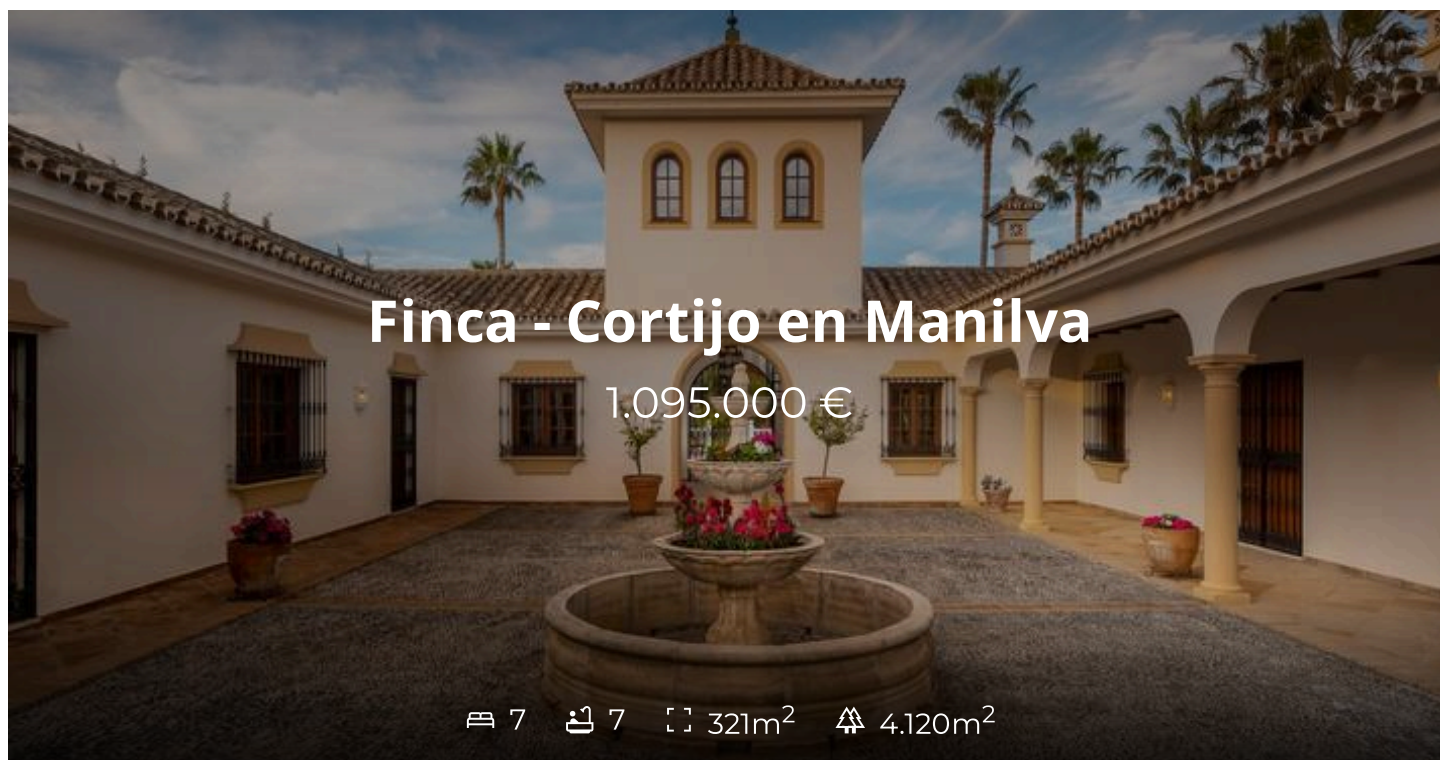 Finca - Cortijo en Manilva
1.095.000 €
7 7 321m² 4.120m²